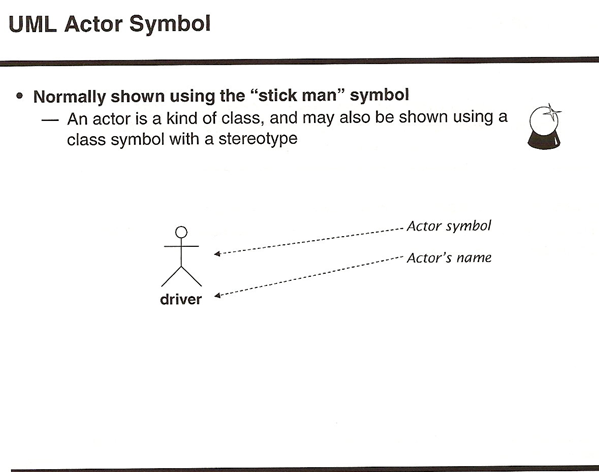 UML Actor Symbol
• Normally shown using the “stick man” symbol
— An actor is a kind of class, and may also be shown using a
class symbol with a stereotype
Actor symbol
Actor’s name
driver